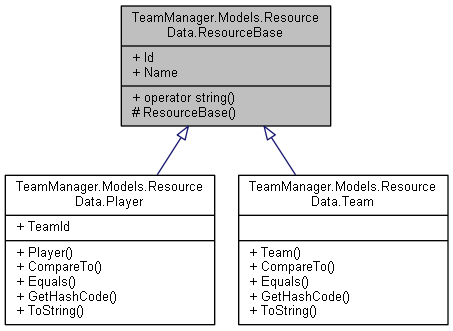 TeamManager.Models.Resource
Data.ResourceBase
+ Id
+ Name
+ operator string()
# ResourceBase()
TeamManager.Models.Resource
Data.Player
+ TeamId
+ Player()
+ CompareTo()
+ Equals()
+ GetHashCode()
+ ToString()
TeamManager.Models.Resource
Data.Team
+ Team()
+ CompareTo()
+ Equals()
+ GetHashCode()
+ ToString()